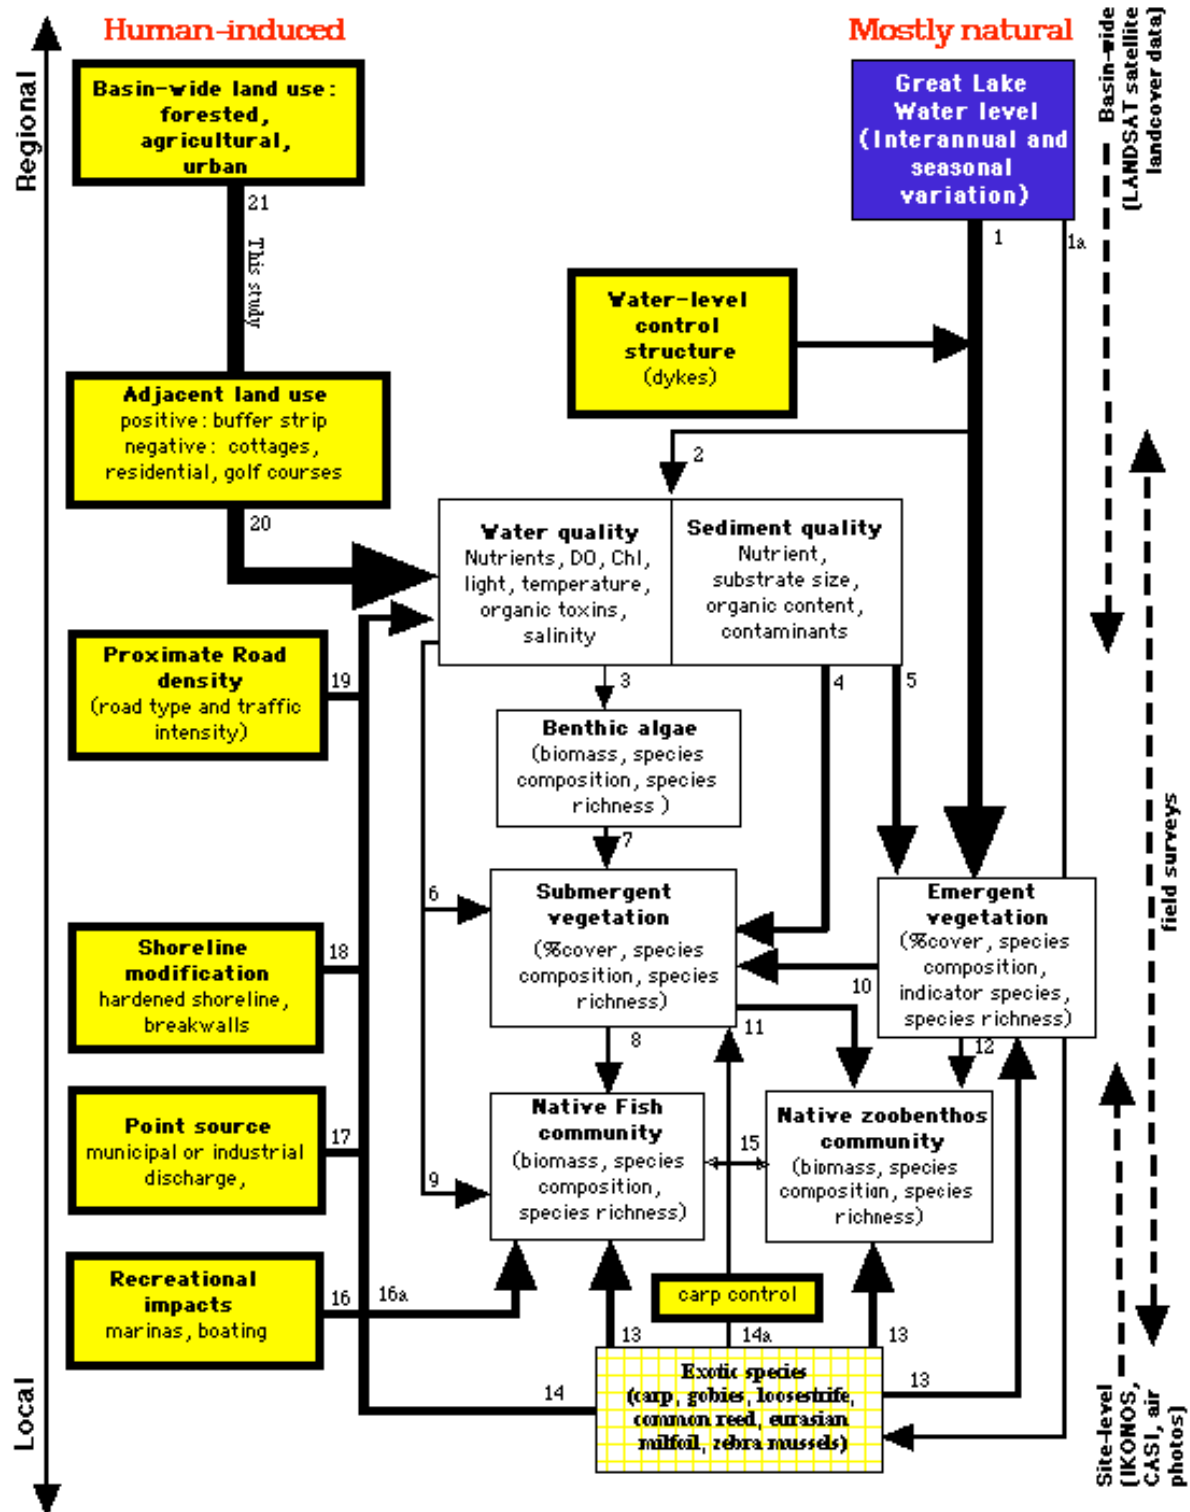 Human-induced
Mostly natural
Regional
Local
Basin-wide land use:
forested,
agricultural,
urban
21
This study
Great Lake
Water level
(Interannual and
seasonal
variation)
1
1a
Basin-wide
(LANDSAT satellite
landcover data)
Water-level
control
structure
(dykes)
Adjacent land use
positive: buffer strip
negative: cottages,
residential, golf courses
20
2
Water quality
Nutrients, DO, Chl,
light, temperature,
organic toxins,
salinity
Sediment quality
Nutrient,
substrate size,
organic content,
contaminants
Proximate Road
density
(road type and traffic
intensity)
19
3
4
5
Benthic algae
(biomass, species
composition, species
richness )
7
6
Submergent
vegetation
(%cover, species
composition, species
richness)
Emergent
vegetation
(%cover, species
composition,
indicator species,
species richness)
field surveys
Shoreline
modification
hardened shoreline,
breakwalls
18
10
8
11
12
Point source
municipal or industrial
discharge,
17
Native Fish
community
(biomass, species
composition,
species richness)
9
15
Native zoobenthos
community
(biomass, species
composition, species
richness)
Recreational
impacts
marinas, boating
16
16a
carp control
13
14a
13
13
14
Exotic species
(carp, gobies, loosestrife,
common reed, eurasian
milfoil, zebra mussels)
Site-level
(IKONOS,
CASI, air
photos)